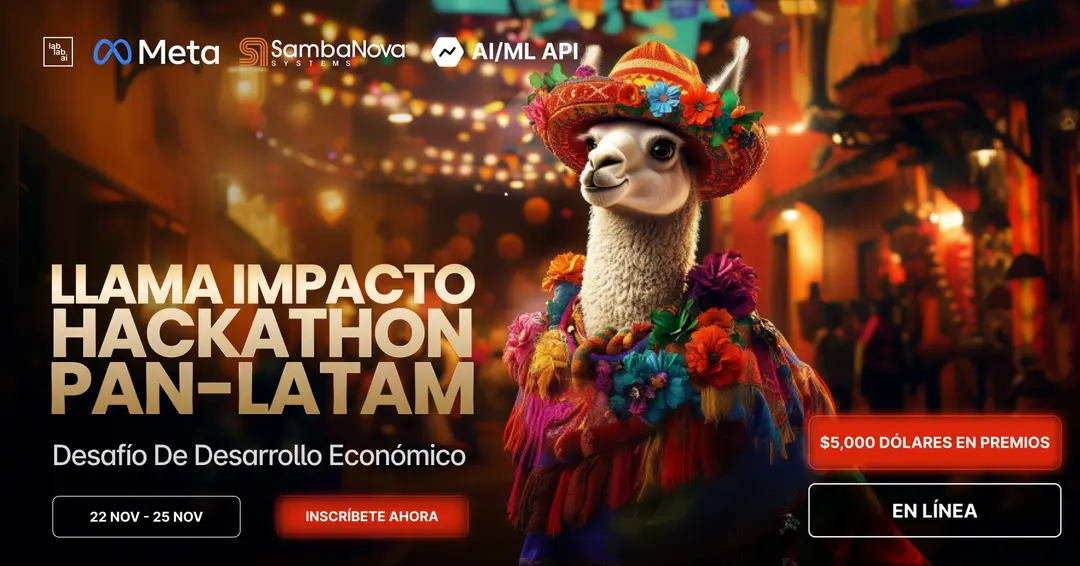 lab
lab
.ai
Meta
SambaNova
SYSTEMS
AI/ML API
LLAMA IMPACTO
HACKATHON
PAN-LATAM
Desafío De Desarrollo Económico
22 NOV - 25 NOV
INSCRÍBETE AHORA
$5,000 DÓLARES EN PREMIOS
EN LÍNEA